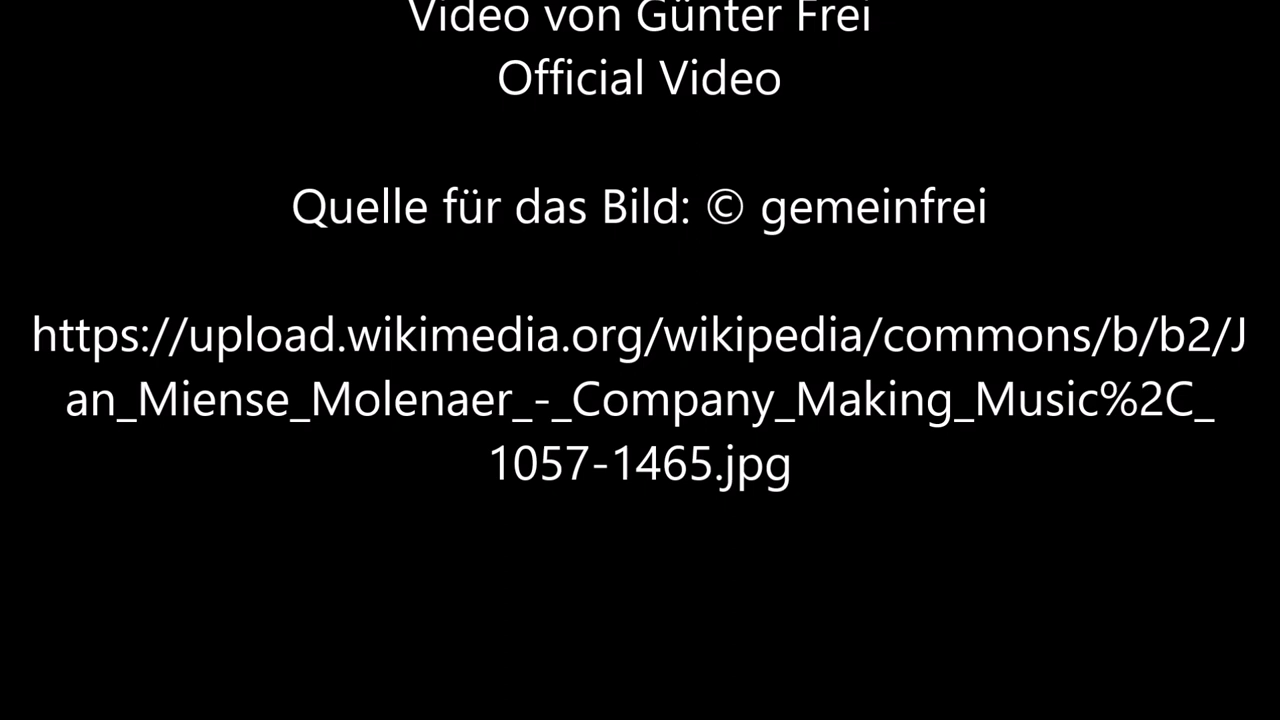 Video von Günter Frei
Official Video
Quelle für das Bild: © gemeinfrei
https://upload.wikimedia.org/wikipedia/commons/b/b2/J
an_Miense_Molenaer_-_Company_Making_Music%2C_
1057-1465.jpg